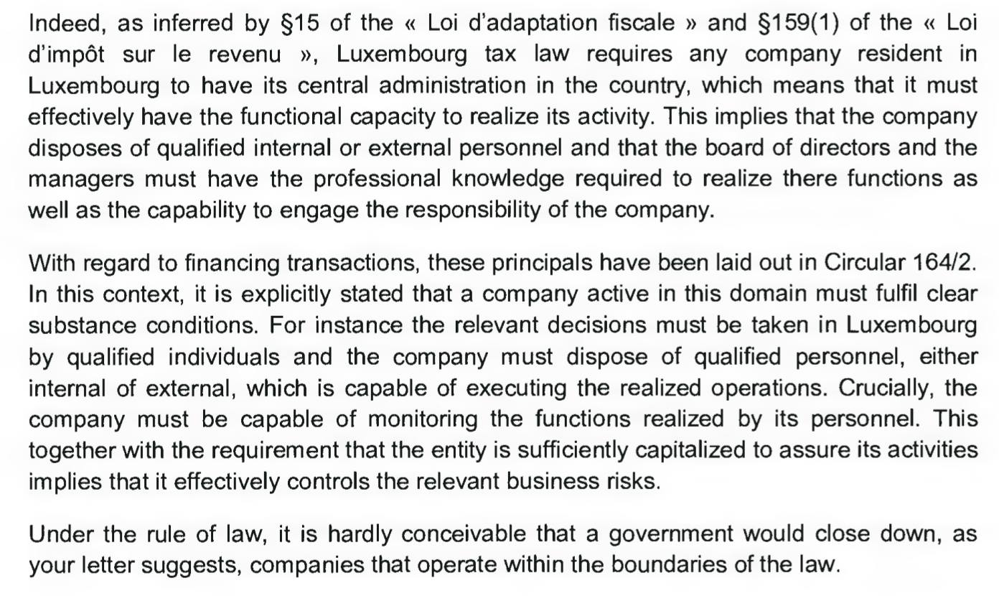 Indeed, as inferred by §15 of the « Loi d’adaptation fiscale » and §159(1) of the « Loi
d’impôt sur le revenu », Luxembourg tax law requires any company resident in
Luxembourg to have its central administration in the country, which means that it must
effectively have the functional capacity to realize its activity. This implies that the company
disposes of qualified internal or external personnel and that the board of directors and the
managers must have the professional knowledge required to realize there functions as
well as the capability to engage the responsibility of the company.
With regard to financing transactions, these principals have been laid out in Circular 164/2.
In this context, it is explicitly stated that a company active in this domain must fulfil clear
substance conditions. For instance the relevant decisions must be taken in Luxembourg
by qualified individuals and the company must dispose of qualified personnel, either
internal of external, which is capable of executing the realized operations. Crucially, the
company must be capable of monitoring the functions realized by its personnel. This
together with the requirement that the entity is sufficiently capitalized to assure its activities
implies that it effectively controls the relevant business risks.
Under the rule of law, it is hardly conceivable that a government would close down, as
your letter suggests, companies that operate within the boundaries of the law.